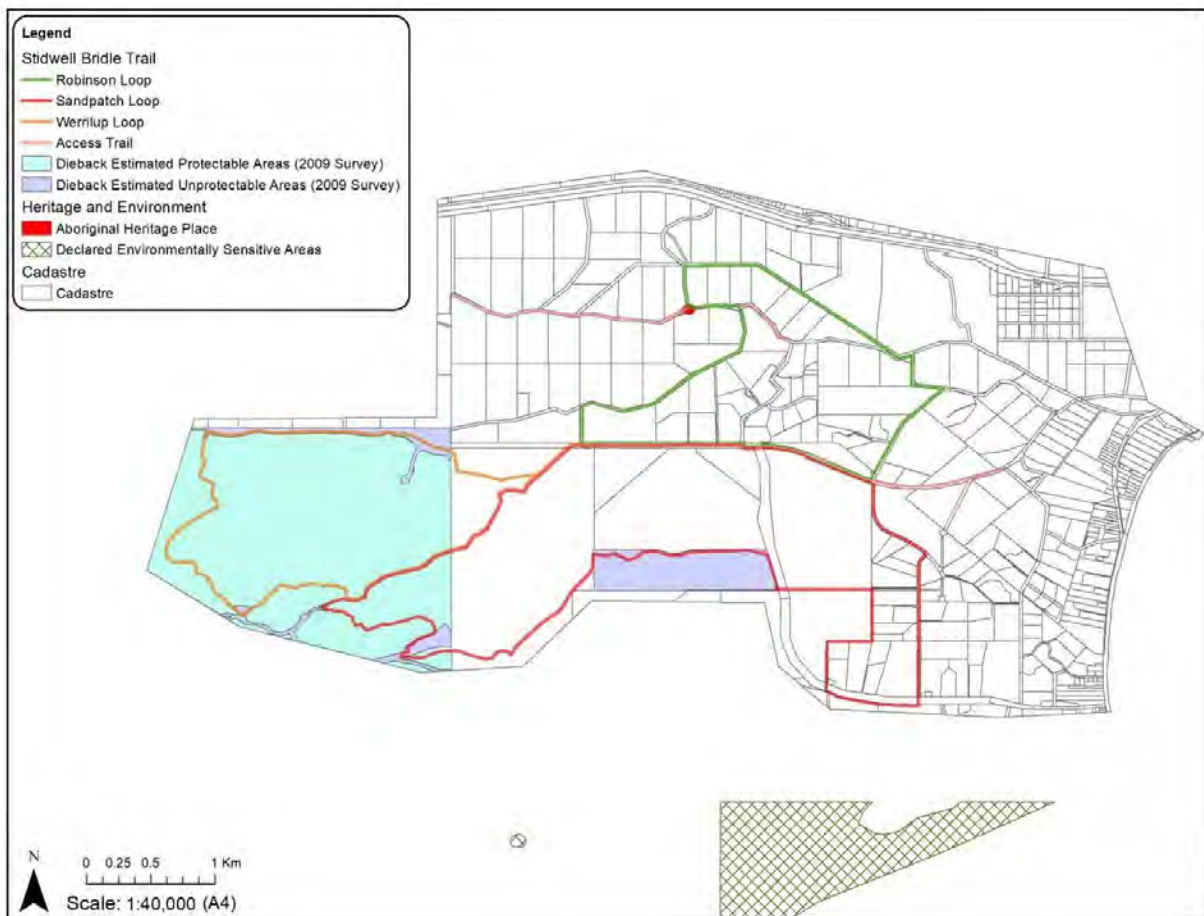 Legend
Stidwell Bridle Trail
Robinson Loop
Sandpatch Loop
Werrilup Loop
Access Trail
Dieback Estimated Protectable Areas (2009 Survey)
Dieback Estimated Unprotectable Areas (2009 Survey)
Heritage and Environment
Aboriginal Heritage Place
Declared Environmentally Sensitive Areas
Cadastre
Cadastre
N
0 0.25 0.5 1 Km
Scale: 1:40,000 (A4)